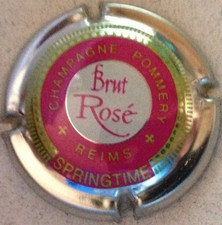 CHAMPAGNE POMMERY
Brut
Rosé
REIMS
SPRINGTIME